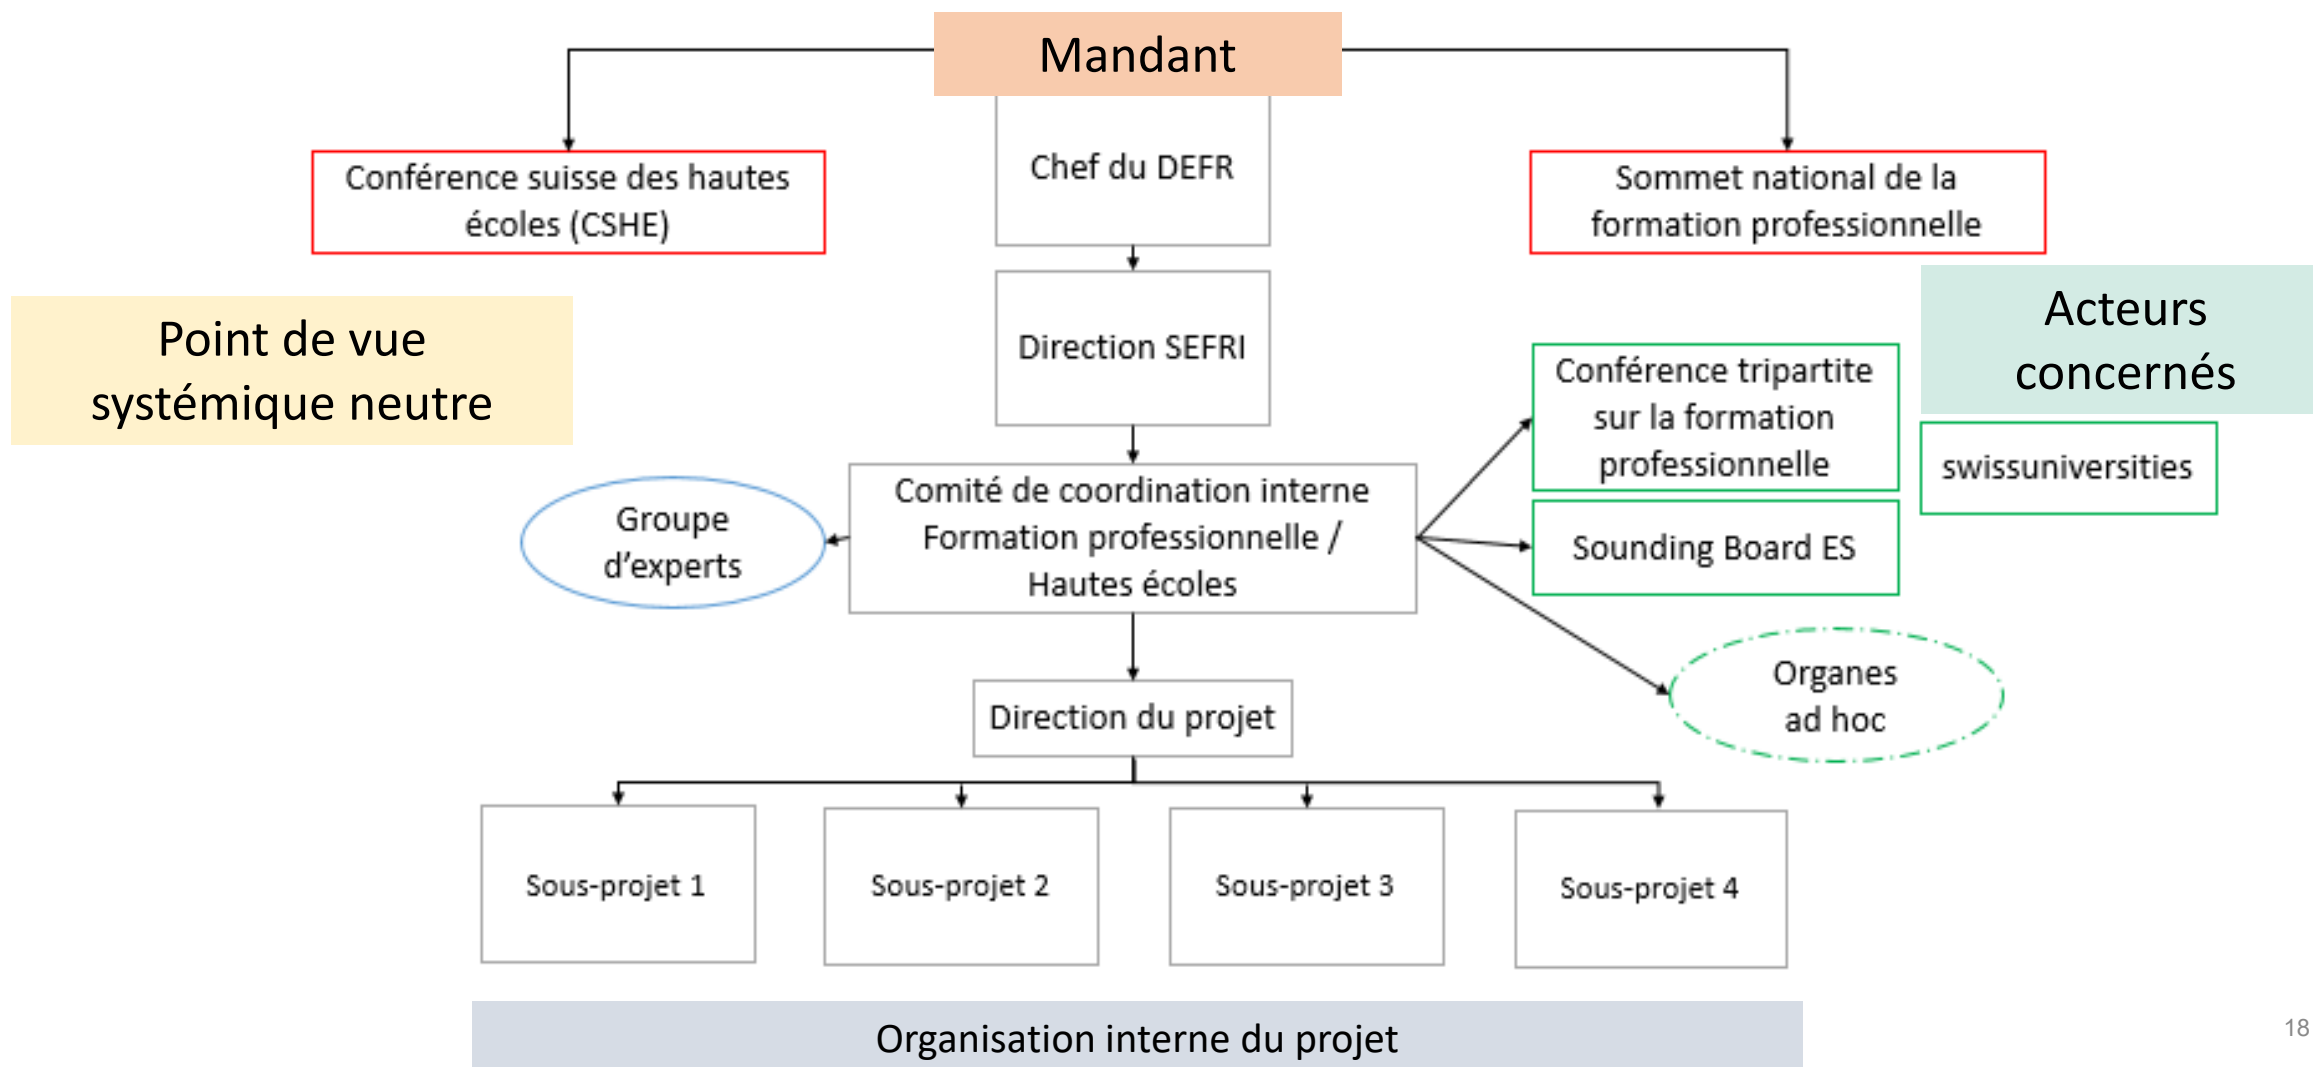 Mandant
Chef du DEFR
Conférence suisse des hautes
écoles (CSHE)
Sommet national de la
formation professionnelle
Point de vue
systémique neutre
Direction SEFRI
Acteurs
concernés
Conférence tripartite
sur la formation
professionnelle
swissuniversities
Groupe
d'experts
Comité de coordination interne
Formation professionnelle /
Hautes écoles
Sounding Board ES
Organes
ad hoc
Direction du projet
Sous-projet 1
Sous-projet 2
Sous-projet 3
Sous-projet 4
Organisation interne du projet
18